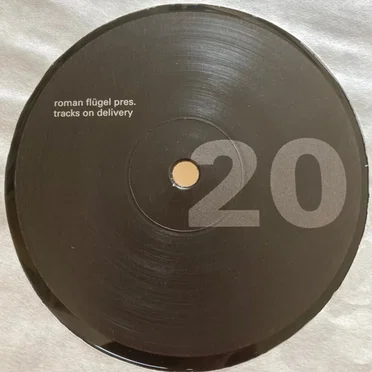 roman flügel pres.
tracks on delivery
20